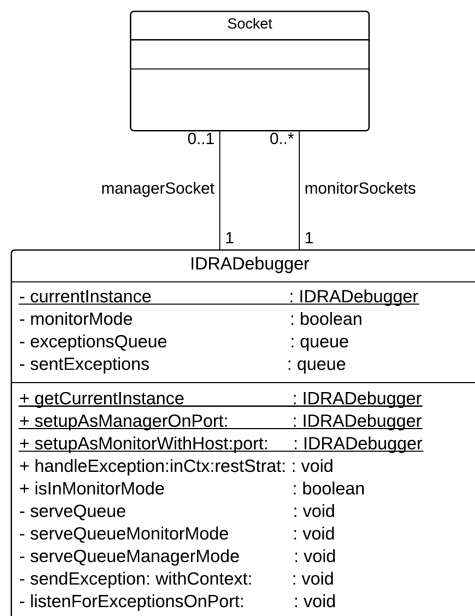 Socket
0..1 0..*
managerSocket monitorSockets
1 1
IDRADebugger
- currentInstance : IDRADebugger
- monitorMode : boolean
- exceptionsQueue : queue
- sentExceptions : queue
+ getCurrentInstance : IDRADebugger
+ setupAsManagerOnPort: : IDRADebugger
+ setupAsMonitorWithHost:port: : IDRADebugger
+ handleException:inCtx:restStrat: : void
+ isInMonitorMode : boolean
- serveQueue : void
- serveQueueMonitorMode : void
- serveQueueManagerMode : void
- sendException: withContext: : void
- listenForExceptionsOnPort: : void